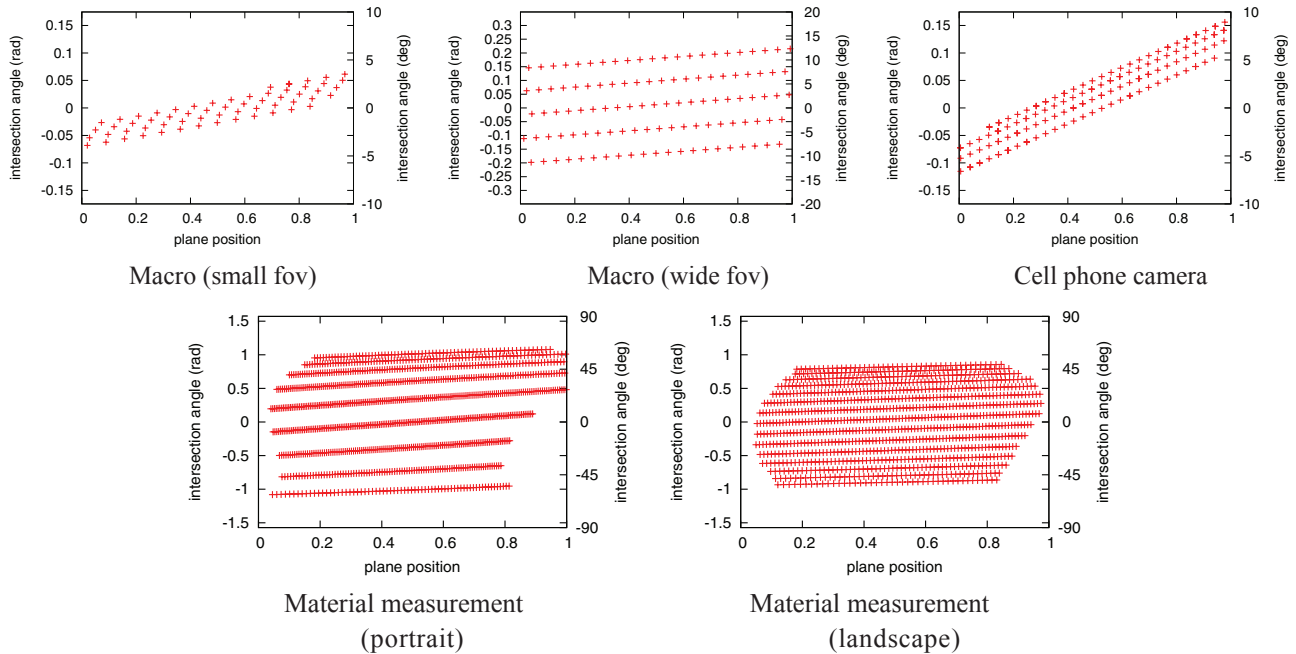 0.15
0.1
0.05
0
-0.05
-0.1
-0.15
intersection angle (rad)
10
5
0
-5
-10
intersection angle (deg)
0 0.2 0.4 0.6 0.8 1
plane position
Macro (small fov)
0.3
0.25
0.2
0.15
0.1
0.05
0
-0.05
-0.1
-0.15
-0.2
-0.25
-0.3
intersection angle (rad)
20
15
10
5
0
-5
-10
-15
-20
intersection angle (deg)
0 0.2 0.4 0.6 0.8 1
plane position
Macro (wide fov)
0.15
0.1
0.05
0
-0.05
-0.1
-0.15
intersection angle (rad)
10
5
0
-5
-10
intersection angle (deg)
0 0.2 0.4 0.6 0.8 1
plane position
Cell phone camera
1.5
1
0.5
0
-0.5
-1
-1.5
intersection angle (rad)
90
45
0
-45
-90
intersection angle (deg)
0 0.2 0.4 0.6 0.8 1
plane position
Material measurement
(portrait)
1.5
1
0.5
0
-0.5
-1
-1.5
intersection angle (rad)
90
45
0
-45
-90
intersection angle (deg)
0 0.2 0.4 0.6 0.8 1
plane position
Material measurement
(landscape)